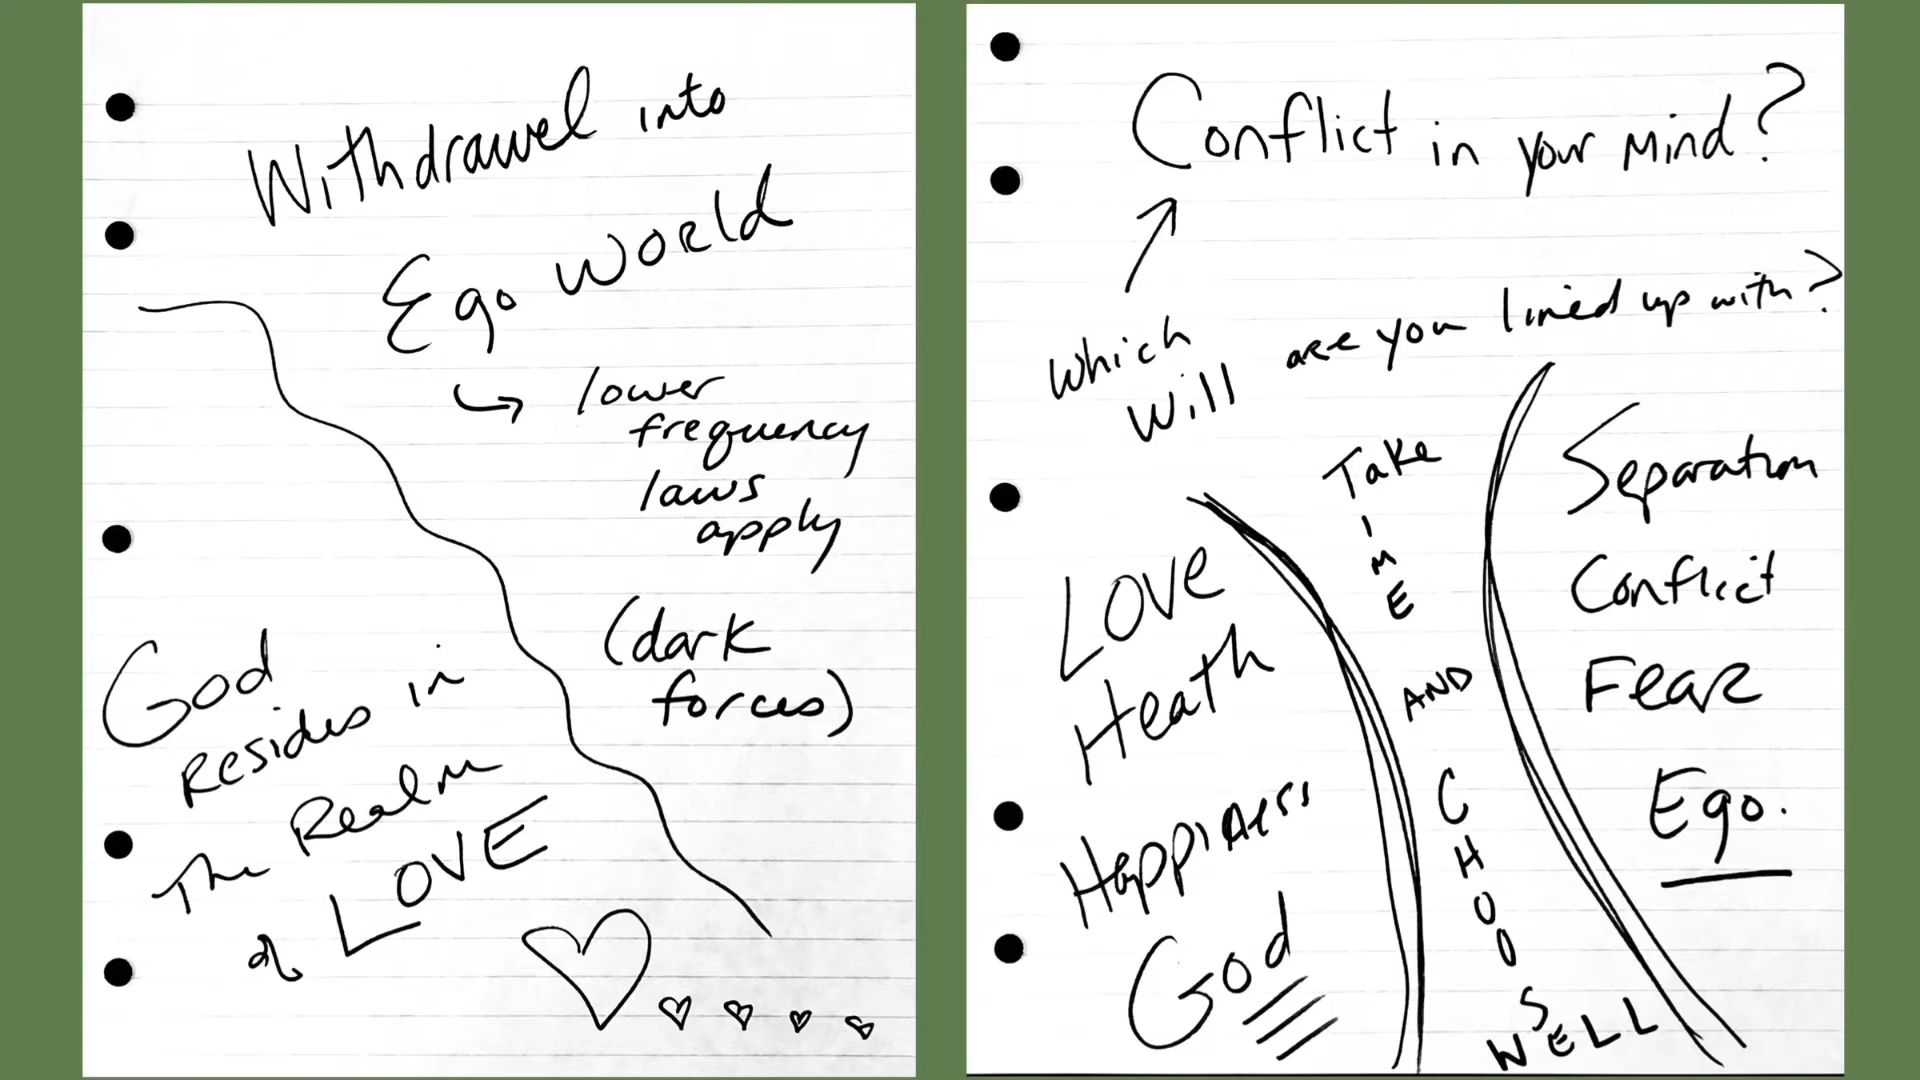 Withdrawel into
Ego World
lower
frequency
laws
apply
(dark
forces)
God
Resides in
The Realm
of LOVE
Conflict in your Mind?
Which
Will are you lined up with?
Take
TIME
AND
CHOOSE
WELL
Love
Heath
Happiness
God
Separation
Conflict
Fear
Ego.